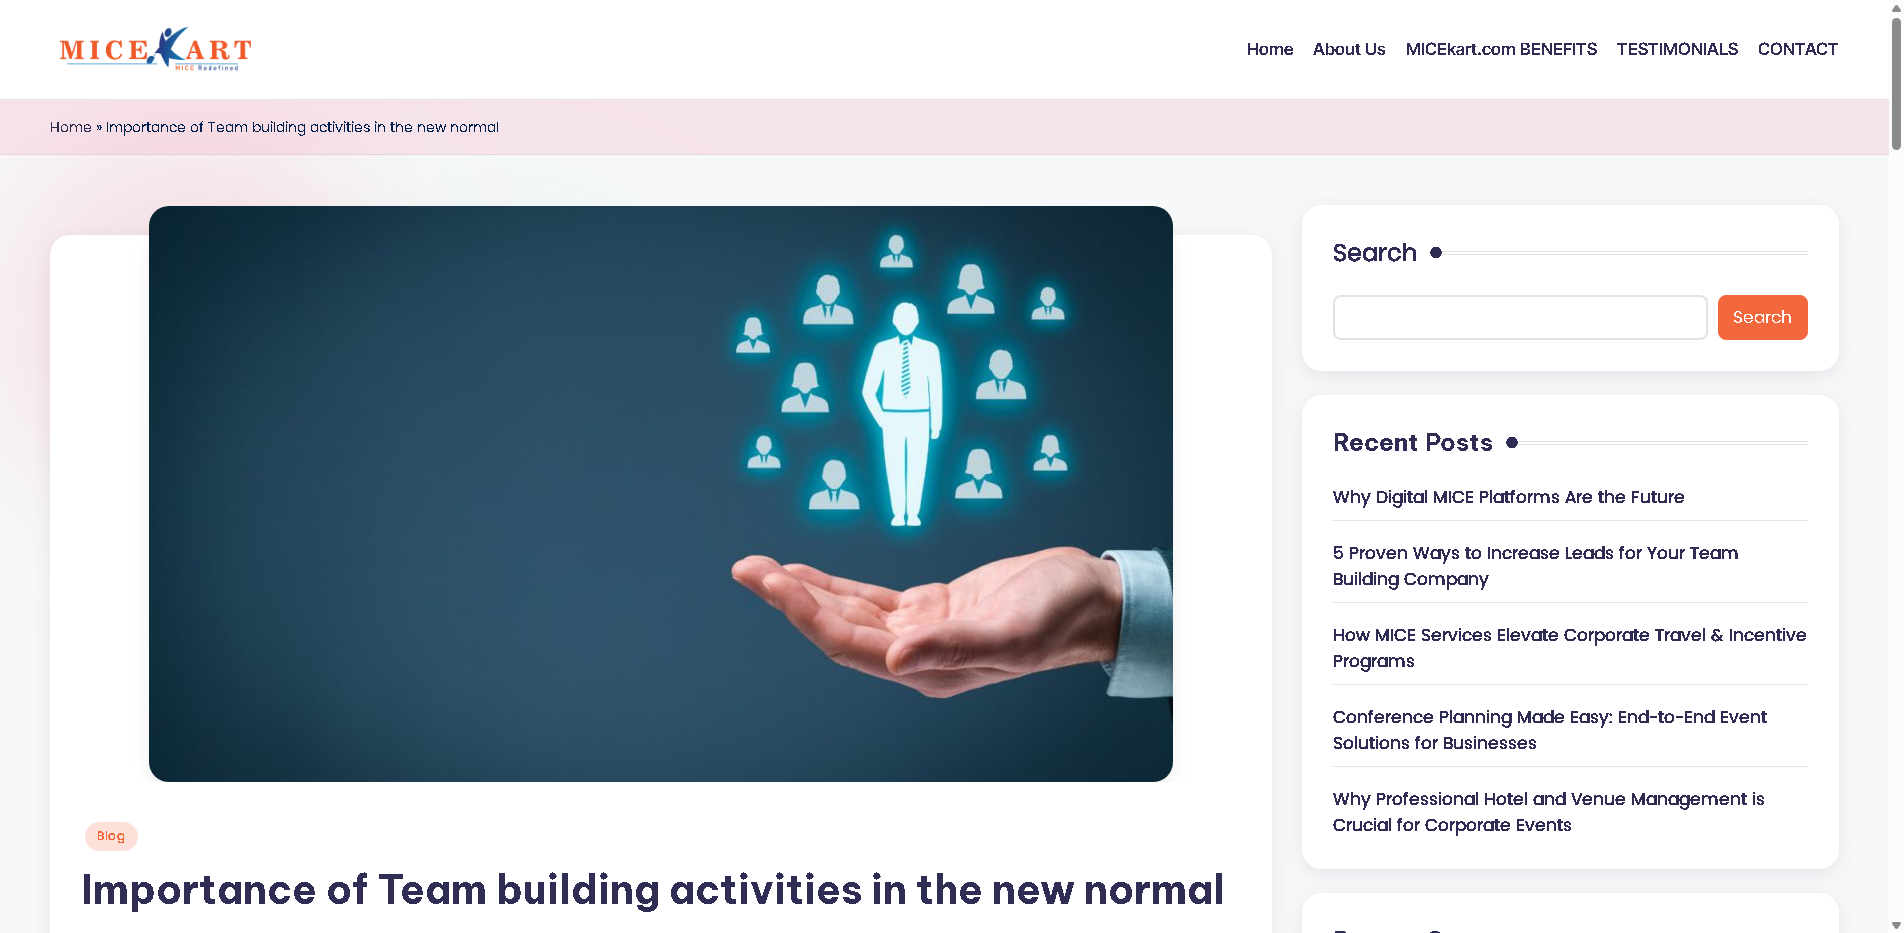 MICEKART
MICE Redefined
Home About Us MICEkart.com BENEFITS TESTIMONIALS CONTACT
Home » Importance of Team building activities in the new normal
Blog
Importance of Team building activities in the new normal
Search
Search
Recent Posts
Why Digital MICE Platforms Are the Future
5 Proven Ways to Increase Leads for Your Team
Building Company
How MICE Services Elevate Corporate Travel & Incentive
Programs
Conference Planning Made Easy: End-to-End Event
Solutions for Businesses
Why Professional Hotel and Venue Management is
Crucial for Corporate Events